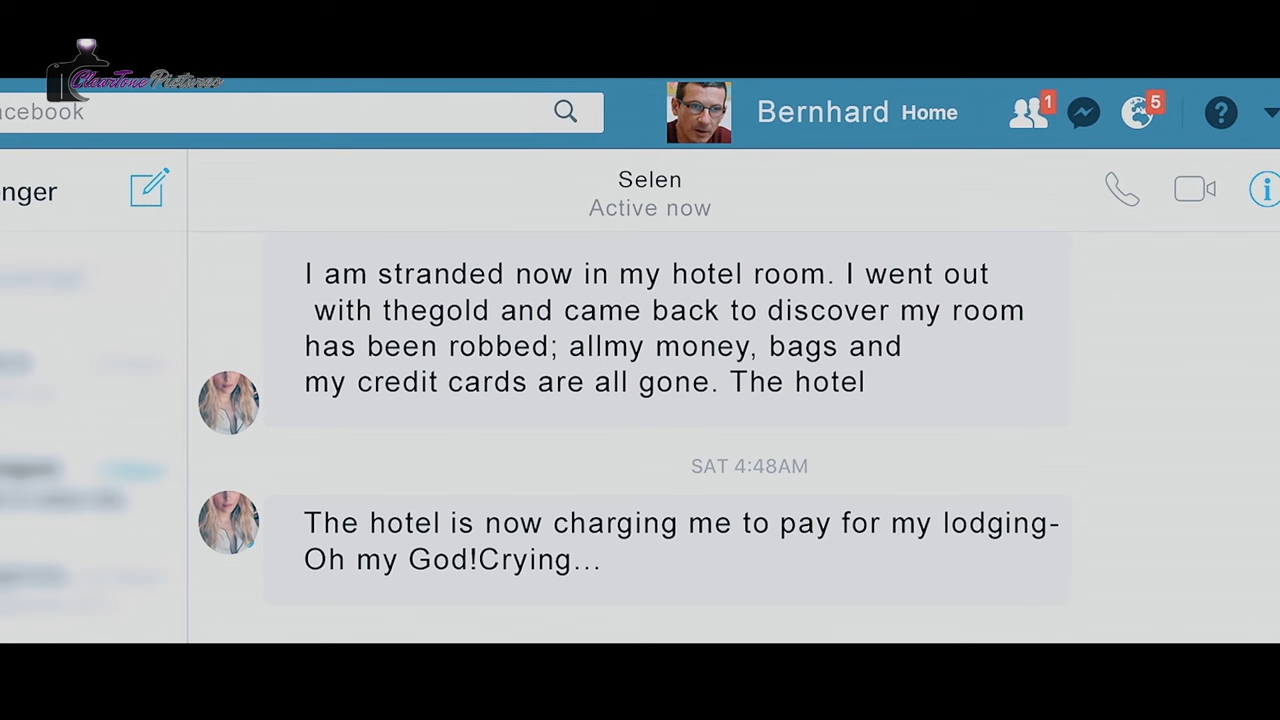 ClearTone Pictures
acebook
Bernhard Home
1
5
?
nger
i
Selen
Active now
I am stranded now in my hotel room. I went out
with thegold and came back to discover my room
has been robbed; allmy money, bags and
my credit cards are all gone. The hotel
SAT 4:48AM
The hotel is now charging me to pay for my lodging-
Oh my God!Crying...